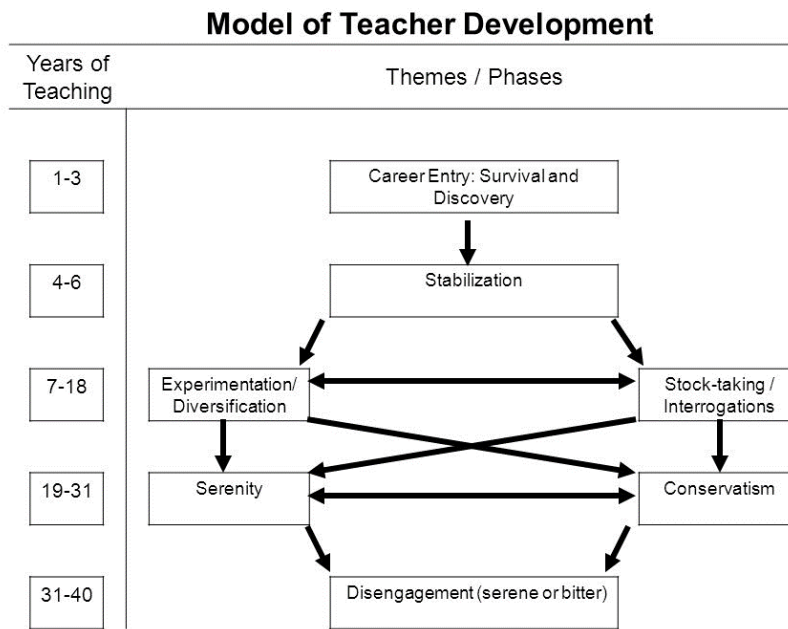 Model of Teacher Development
Years of
Teaching
Themes / Phases
1-3
Career Entry: Survival and
Discovery
4-6
Stabilization
7-18
Experimentation/
Diversification
Stock-taking /
Interrogations
19-31
Serenity
Conservatism
31-40
Disengagement (serene or bitter)